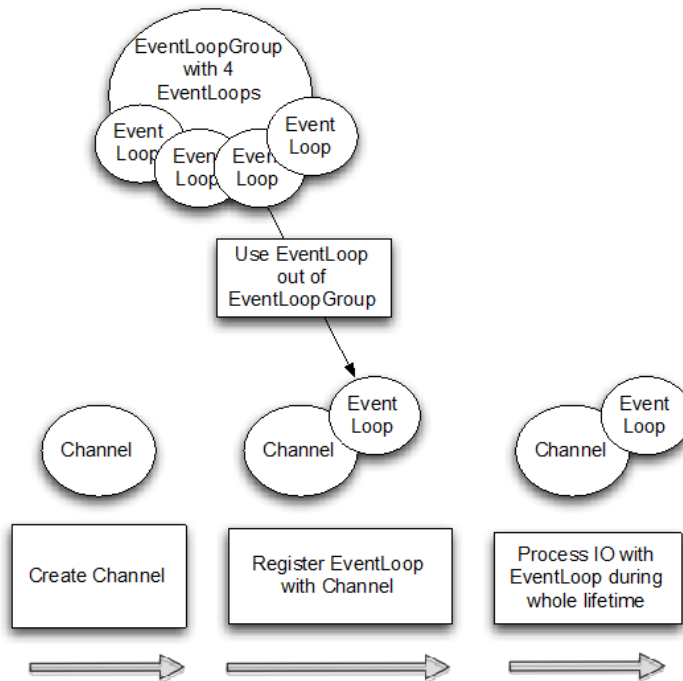 EventLoopGroup
with 4
EventLoops
Event
Loop
Event
Loop
Event
Loop
Event
Loop
Use EventLoop
out of
EventLoopGroup
Channel
Channel
Event
Loop
Channel
Event
Loop
Create Channel
Register EventLoop
with Channel
Process IO with
EventLoop during
whole lifetime